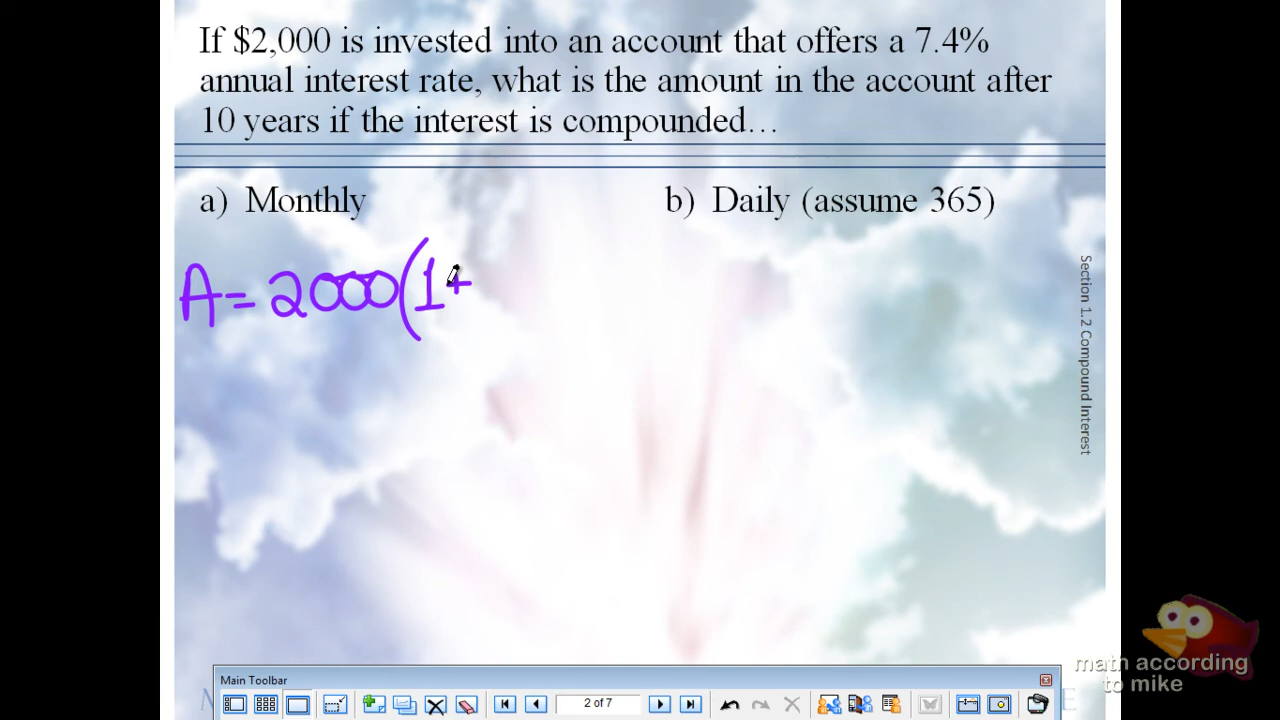 If $2,000 is invested into an account that offers a 7.4%
annual interest rate, what is the amount in the account after
10 years if the interest is compounded…
a) Monthly
b) Daily (assume 365)
A = 2000(1+
Section 1.2 Compound Interest
Main Toolbar
2 of 7
math according
to mike